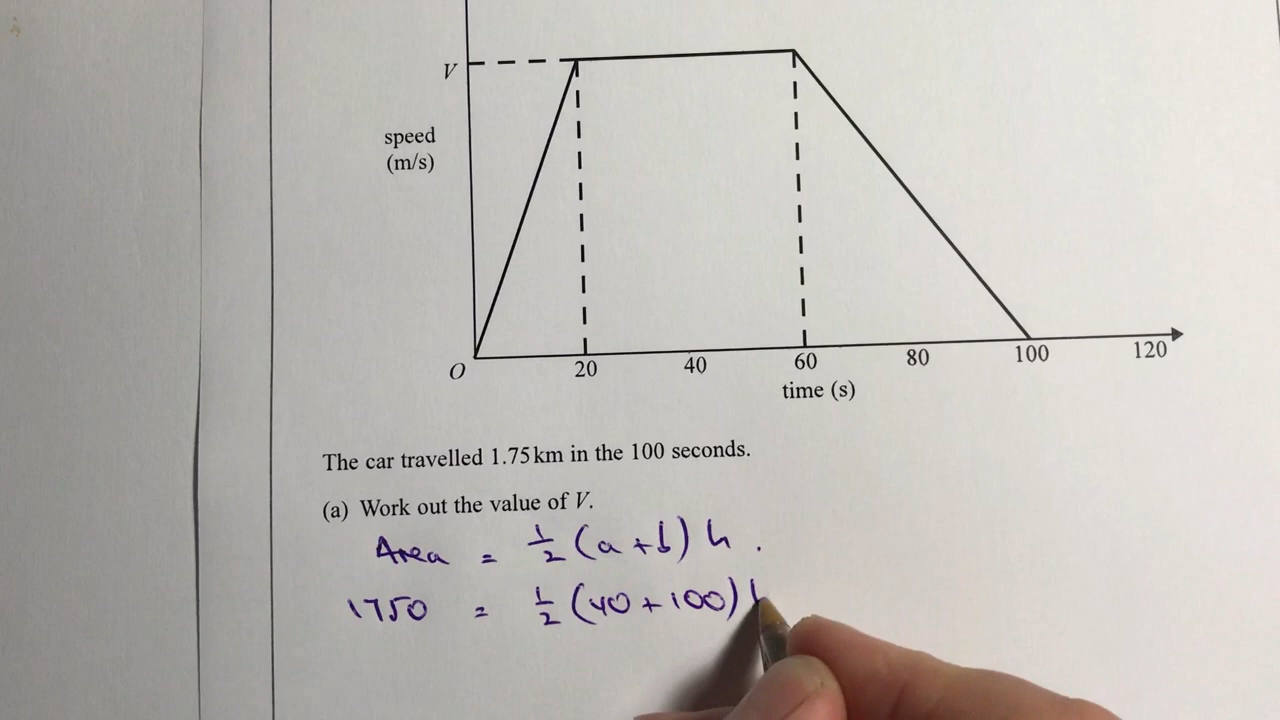 V
speed
(m/s)
O 20 40 60 80 100 120
time (s)
The car travelled 1.75 km in the 100 seconds.
(a) Work out the value of V.
Area = ½ (a + b) h .
1750 = ½ (40 + 100)